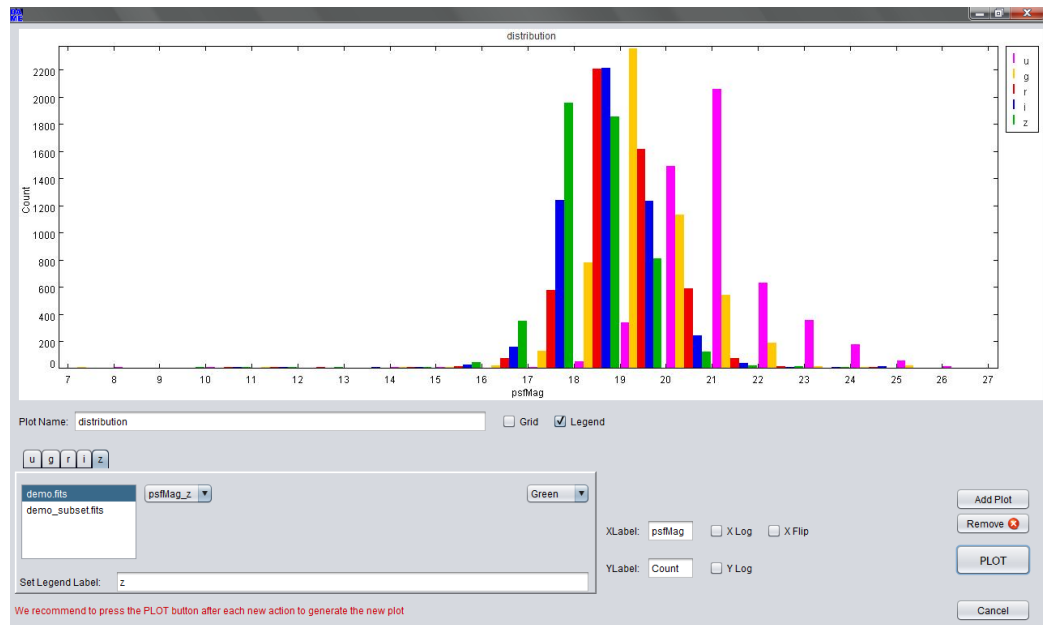 distribution
2200
2000
1800
1600
1400
1200
1000
800
600
400
200
0
Count
7 8 9 10 11 12 13 14 15 16 17 18 19 20 21 22 23 24 25 26 27
psfMag
u
g
r
i
z
Plot Name: distribution Grid Legend
u g r i z
demo.fits psfMag_z Green
demo_subset.fits
Set Legend Label: z
XLabel: psfMag X Log X Flip
YLabel: Count Y Log
Add Plot
Remove
PLOT
Cancel
We recommend to press the PLOT button after each new action to generate the new plot